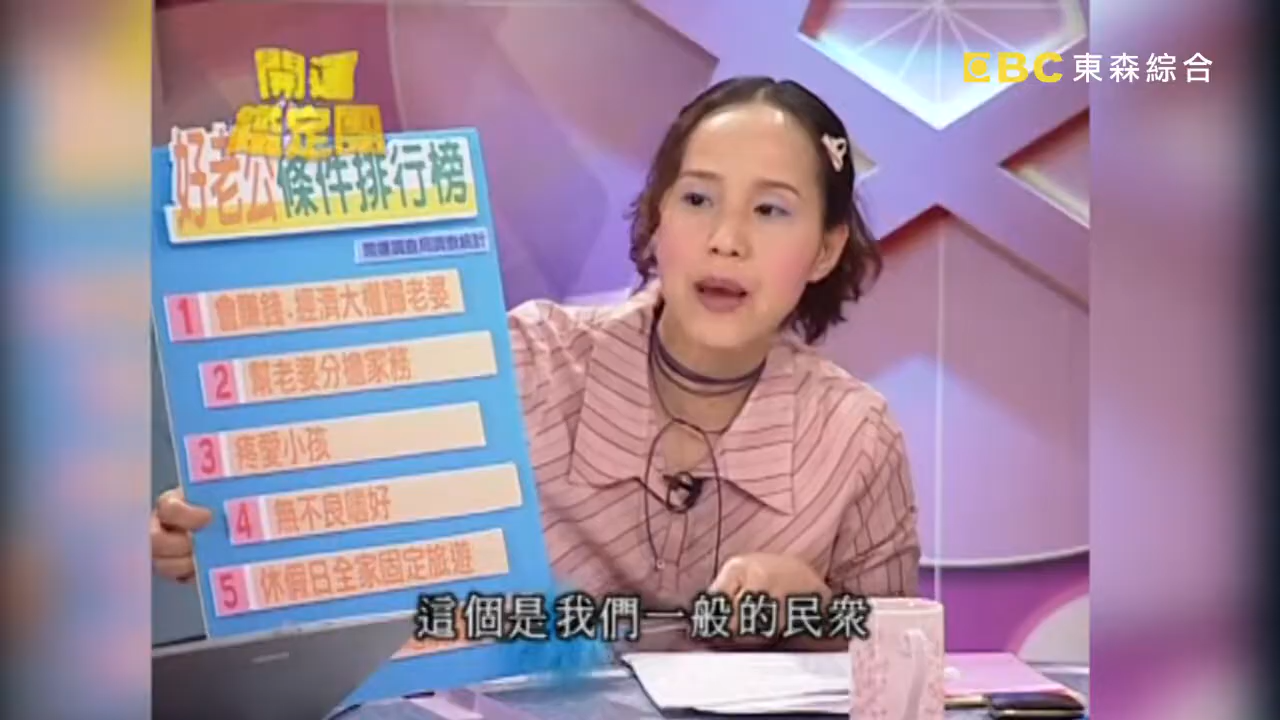 EBC 東森綜合
開運
鑑定團
好老公條件排行榜
開運調查局調查統計
1 會賺錢．經濟大權歸老婆
2 幫老婆分擔家務
3 疼愛小孩
4 無不良嗜好
5 休假日全家固定旅遊
這個是我們一般的民眾